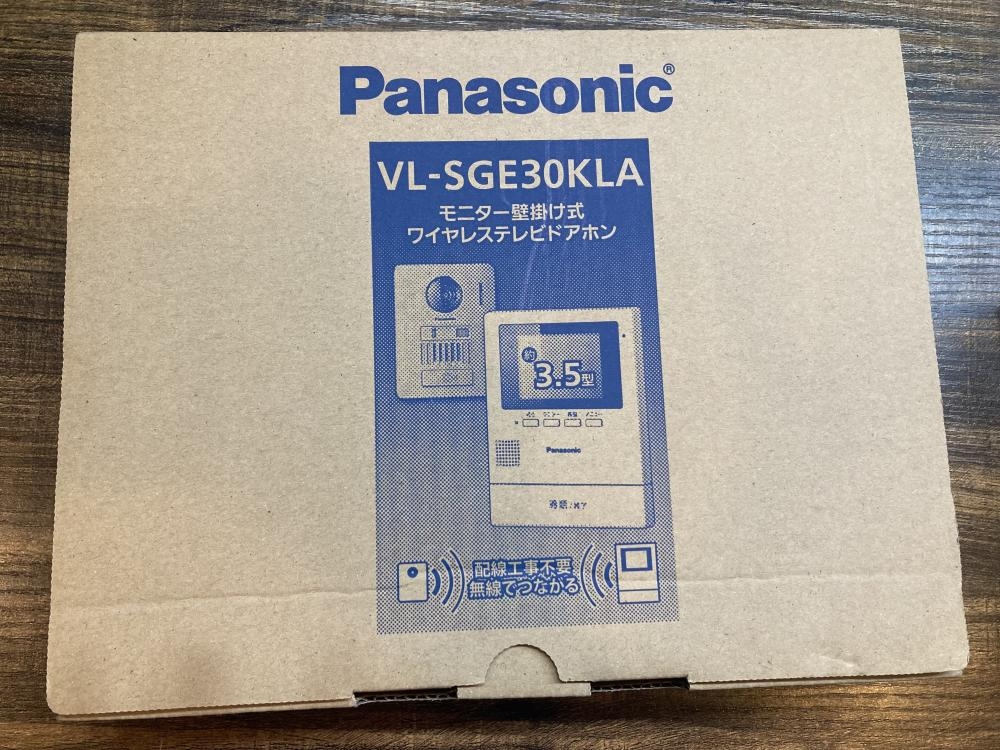 Panasonic®
VL-SGE30KLA
モニター壁掛け式
ワイヤレステレビドアホン
約
3.5型
Panasonic
配線工事不要
無線でつながる